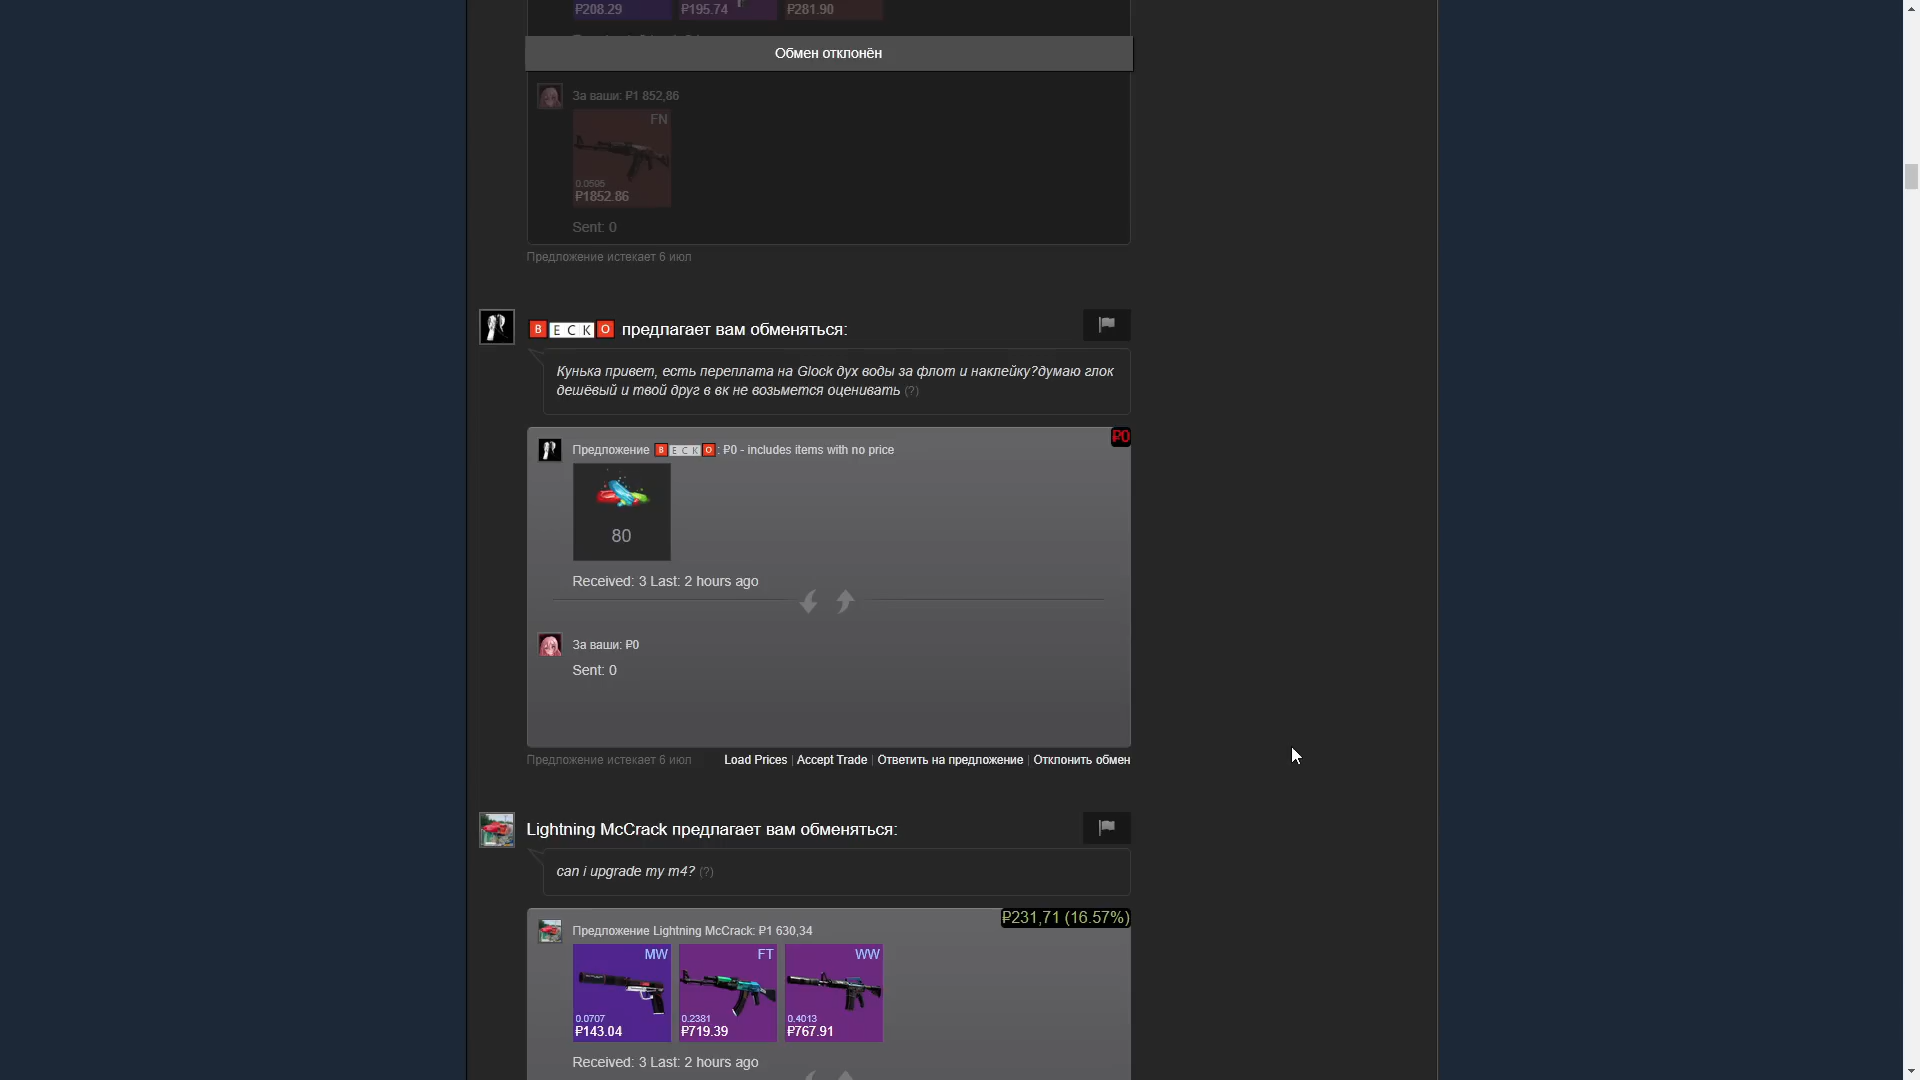 ₽208.29 ₽195.74 ₽281.90
Обмен отклонён
За ваши: ₽1 852,86
FN
0.0595
₽1852.86
Sent: 0
Предложение истекает 6 июл
B E C K O предлагает вам обменяться:
Кунька привет, есть переплата на Glock дух воды за флот и наклейку?думаю глок
дешёвый и твой друг в вк не возьмется оценивать (?)
₽0
Предложение B E C K O : ₽0 - includes items with no price
80
Received: 3 Last: 2 hours ago
За ваши: ₽0
Sent: 0
Предложение истекает 6 июл Load Prices | Accept Trade | Ответить на предложение | Отклонить обмен
Lightning McCrack предлагает вам обменяться:
can i upgrade my m4? (?)
₽231,71 (16.57%)
Предложение Lightning McCrack: ₽1 630,34
MW FT WW
0.0707 0.2381 0.4013
₽143.04 ₽719.39 ₽767.91
Received: 3 Last: 2 hours ago